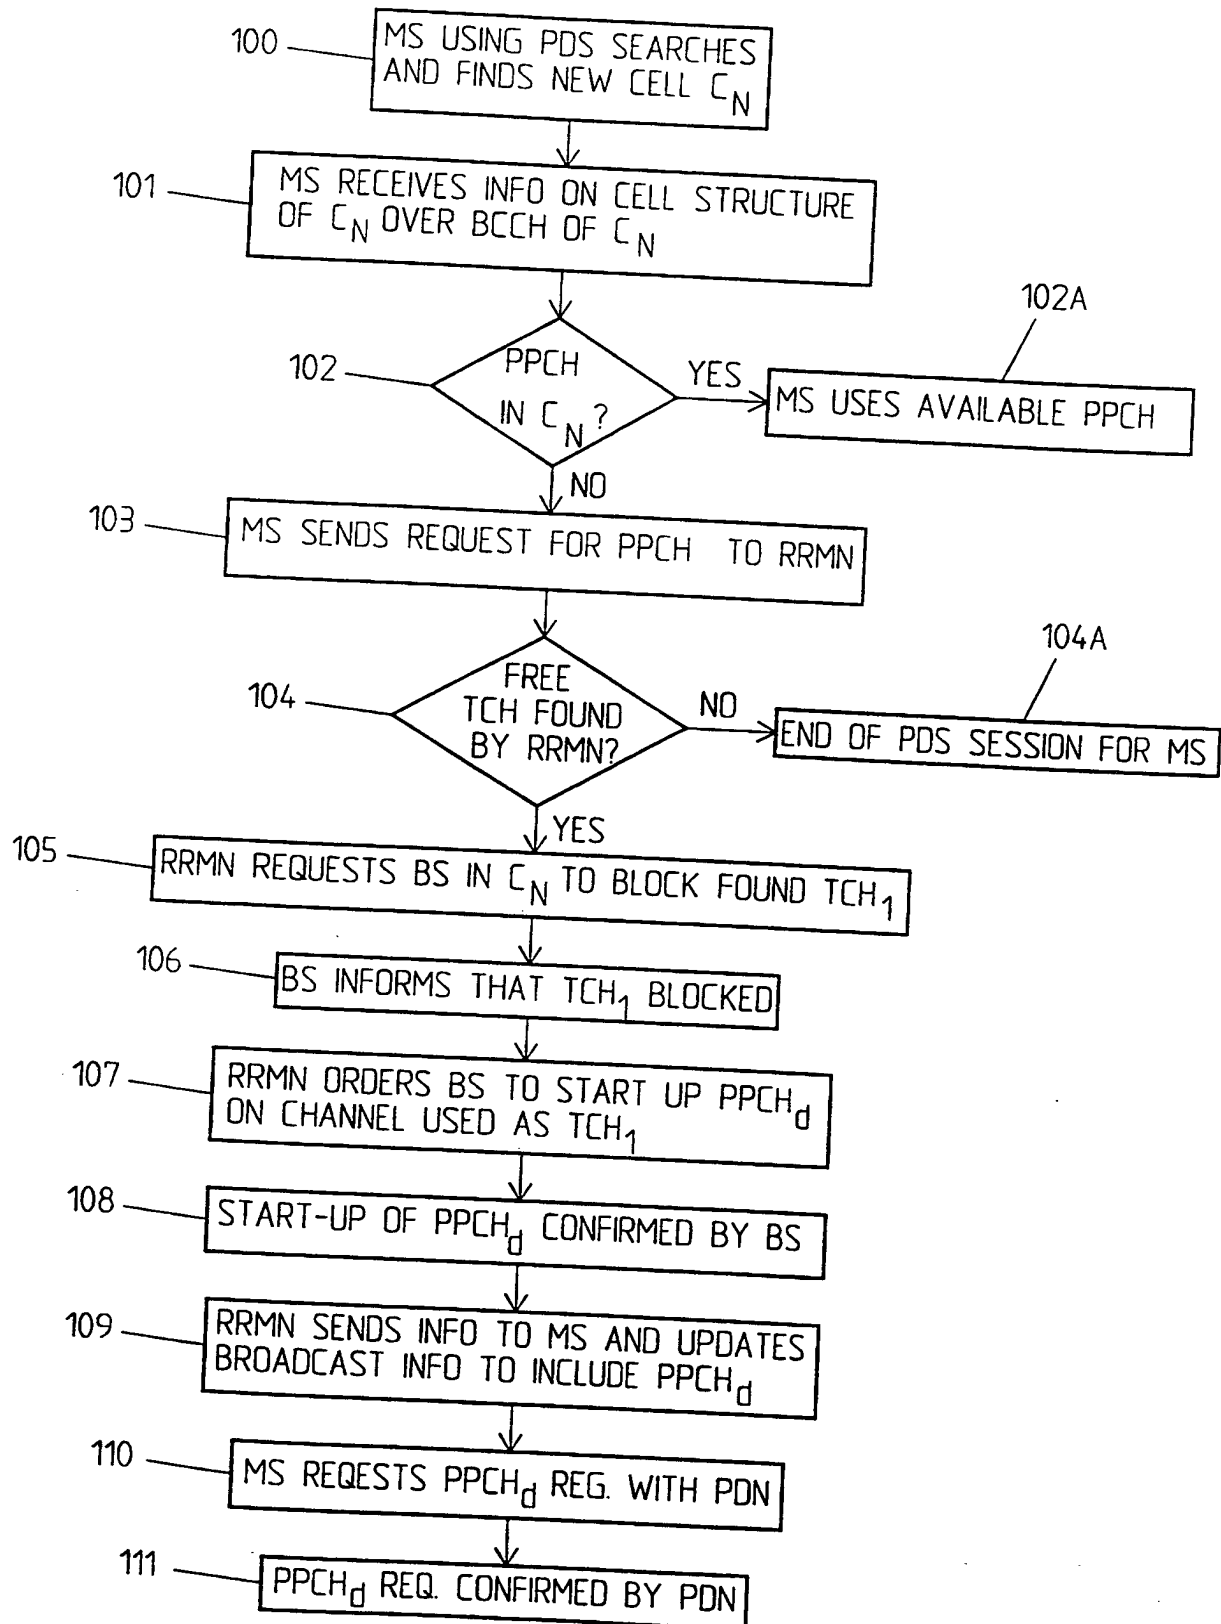 100
MS USING PDS SEARCHES
AND FINDS NEW CELL C_N
101
MS RECEIVES INFO ON CELL STRUCTURE
OF C_N OVER BCCH OF C_N
102
PPCH
IN C_N ?
YES
102A
MS USES AVAILABLE PPCH
NO
103
MS SENDS REQUEST FOR PPCH TO RRMN
104
FREE
TCH FOUND
BY RRMN?
NO
104A
END OF PDS SESSION FOR MS
YES
105
RRMN REQUESTS BS IN C_N TO BLOCK FOUND TCH_1
106
BS INFORMS THAT TCH_1 BLOCKED
107
RRMN ORDERS BS TO START UP PPCH_d
ON CHANNEL USED AS TCH_1
108
START-UP OF PPCH_d CONFIRMED BY BS
109
RRMN SENDS INFO TO MS AND UPDATES
BROADCAST INFO TO INCLUDE PPCH_d
110
MS REQESTS PPCH_d REG. WITH PDN
111
PPCH_d REQ. CONFIRMED BY PDN